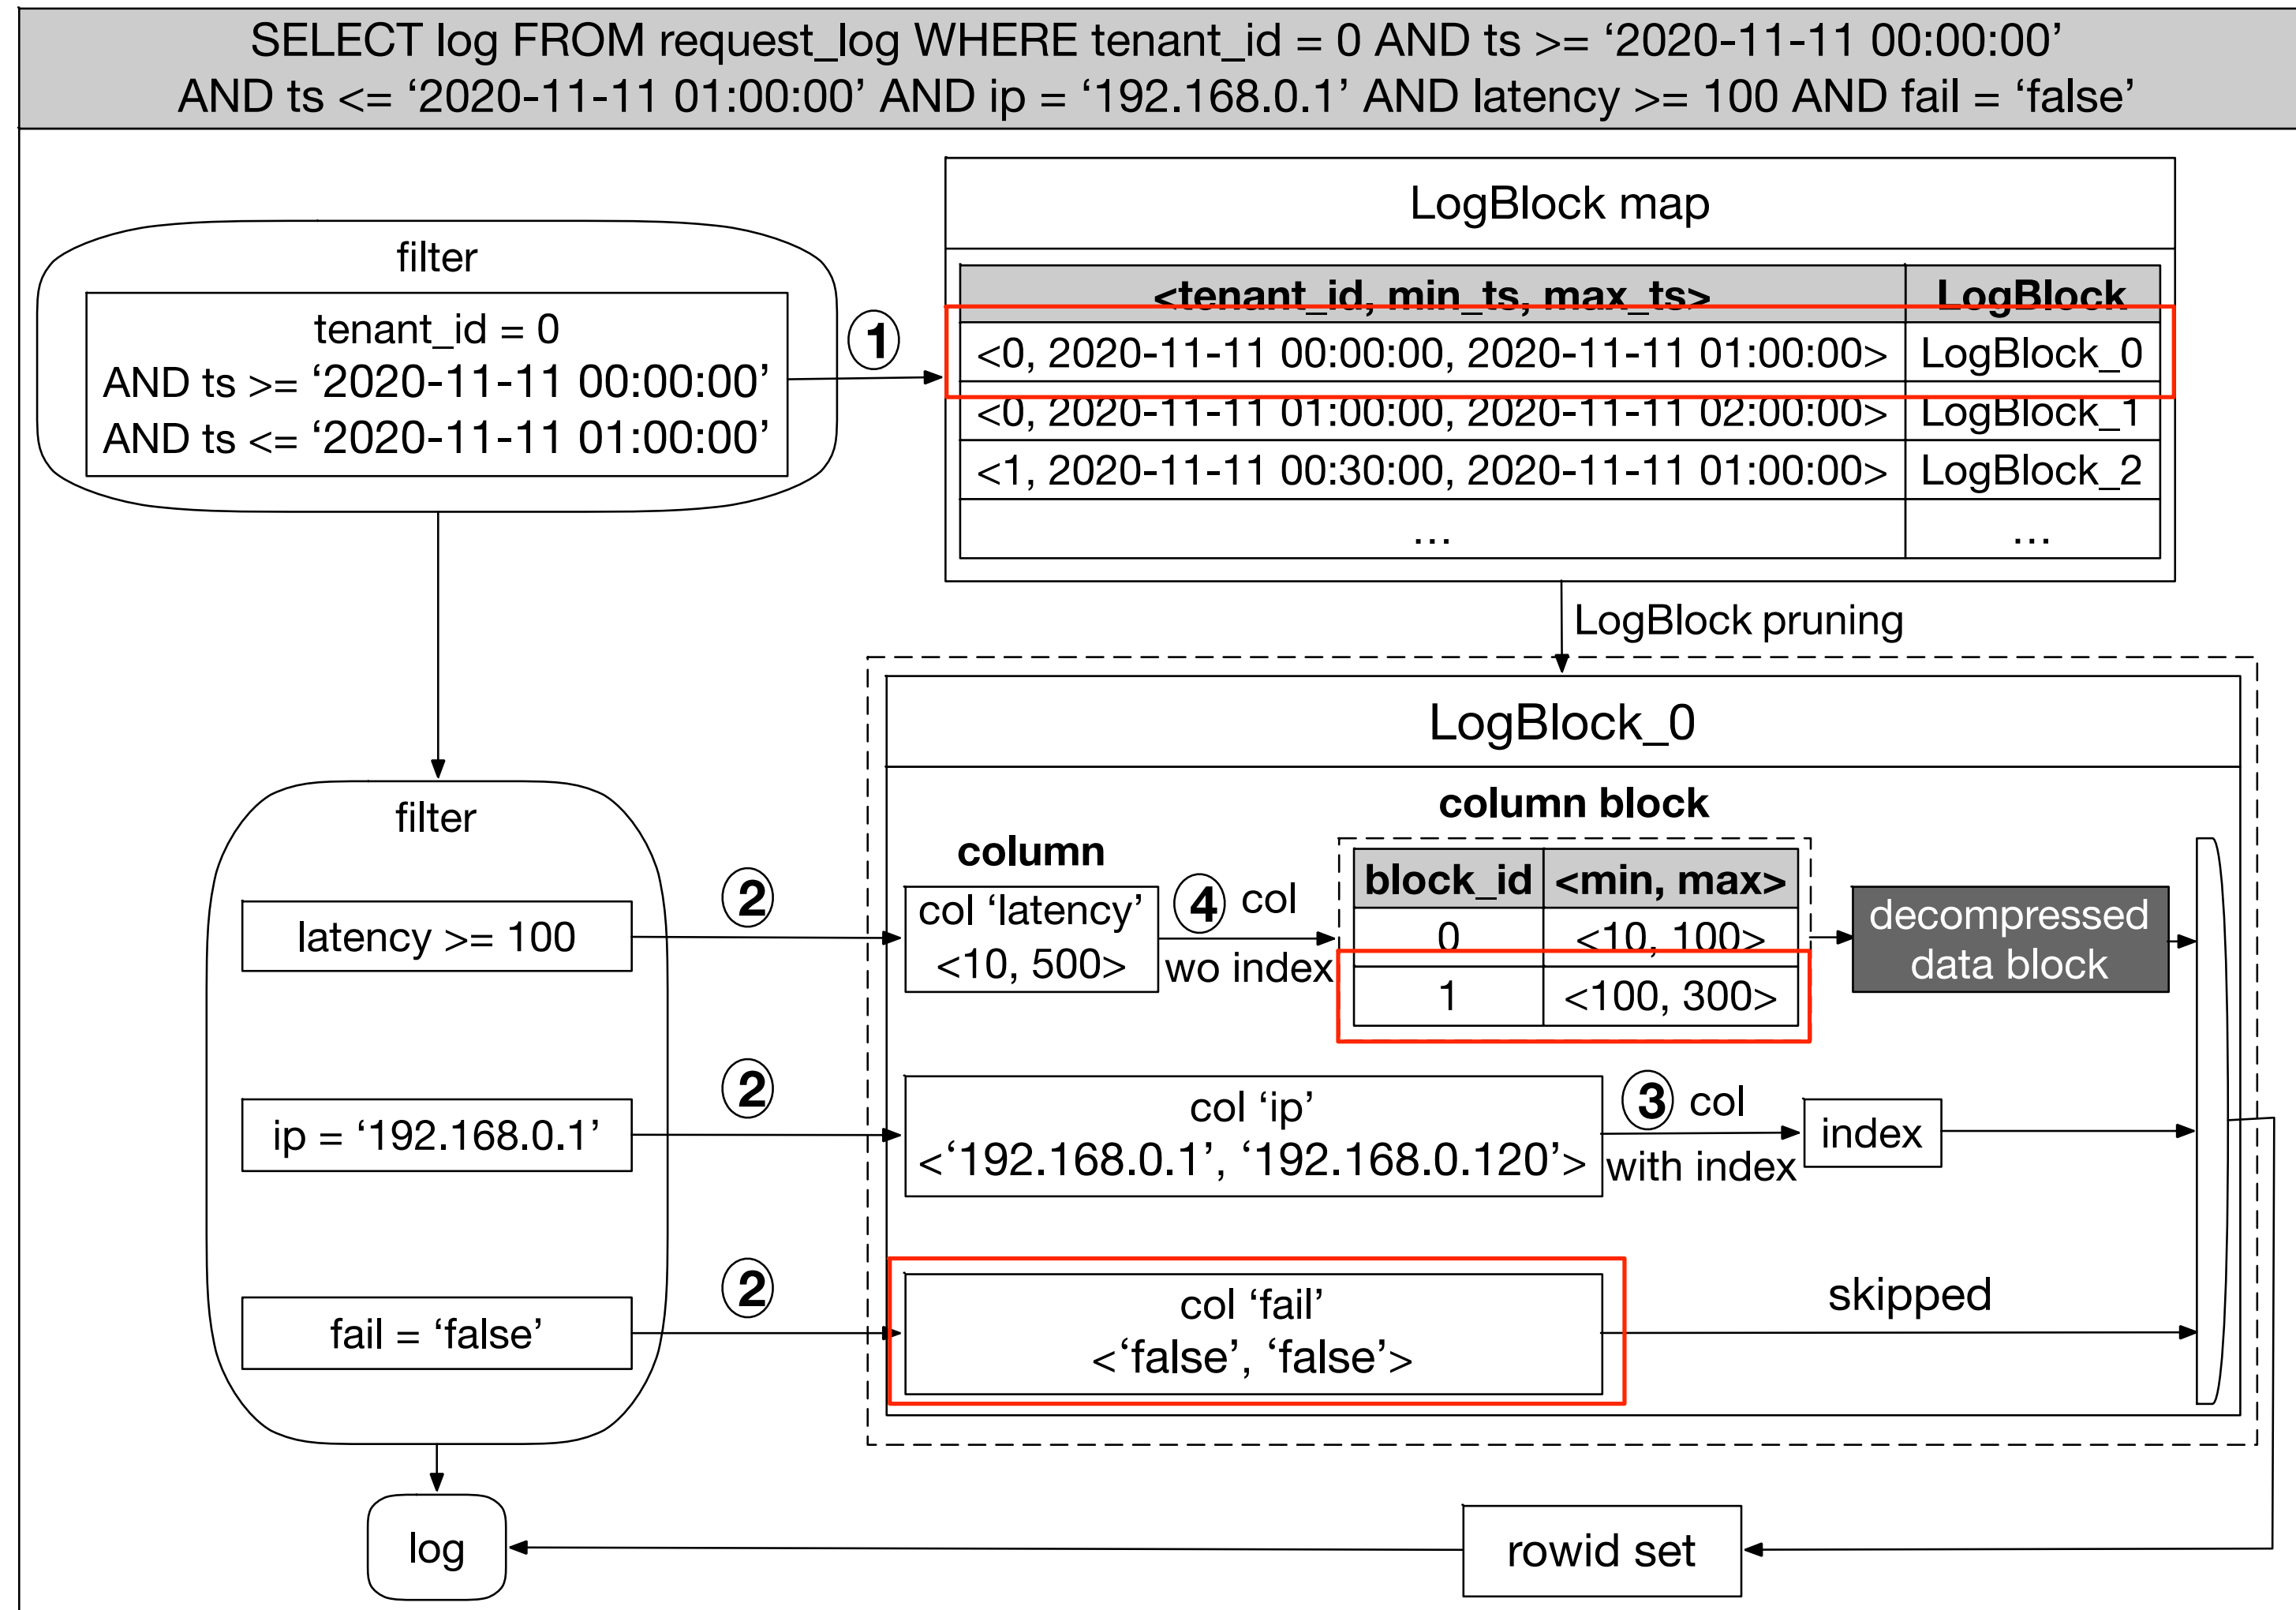 SELECT log FROM request_log WHERE tenant_id = 0 AND ts >= ‘2020-11-11 00:00:00’
AND ts <= ‘2020-11-11 01:00:00’ AND ip = ‘192.168.0.1’ AND latency >= 100 AND fail = ‘false’
filter
tenant_id = 0
AND ts >= ‘2020-11-11 00:00:00’
AND ts <= ‘2020-11-11 01:00:00’
1
LogBlock map
<tenant_id, min_ts, max_ts> LogBlock
<0, 2020-11-11 00:00:00, 2020-11-11 01:00:00> LogBlock_0
<0, 2020-11-11 01:00:00, 2020-11-11 02:00:00> LogBlock_1
<1, 2020-11-11 00:30:00, 2020-11-11 01:00:00> LogBlock_2
... ...
LogBlock pruning
LogBlock_0
filter
latency >= 100
2
column
col ‘latency’
<10, 500>
4 col
wo index
column block
block_id <min, max>
0 <10, 100>
1 <100, 300>
decompressed
data block
ip = ‘192.168.0.1’
2
col ‘ip’
<‘192.168.0.1’, ‘192.168.0.120’>
3 col
with index
index
fail = ‘false’
2
col ‘fail’
<‘false’, ‘false’>
skipped
log
rowid set